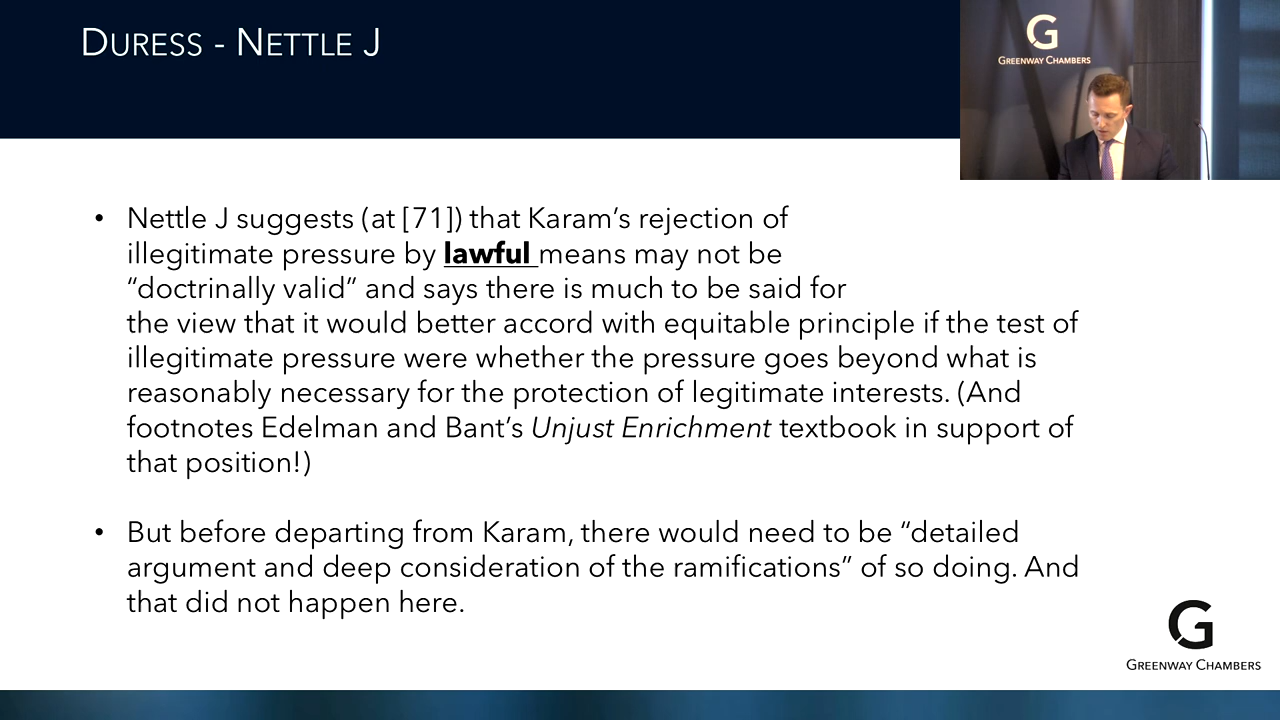 DURESS - NETTLE J
G
GREENWAY CHAMBERS
• Nettle J suggests (at [71]) that Karam’s rejection of
illegitimate pressure by lawful means may not be
“doctrinally valid” and says there is much to be said for
the view that it would better accord with equitable principle if the test of
illegitimate pressure were whether the pressure goes beyond what is
reasonably necessary for the protection of legitimate interests. (And
footnotes Edelman and Bant’s Unjust Enrichment textbook in support of
that position!)
• But before departing from Karam, there would need to be “detailed
argument and deep consideration of the ramifications” of so doing. And
that did not happen here.
G
GREENWAY CHAMBERS